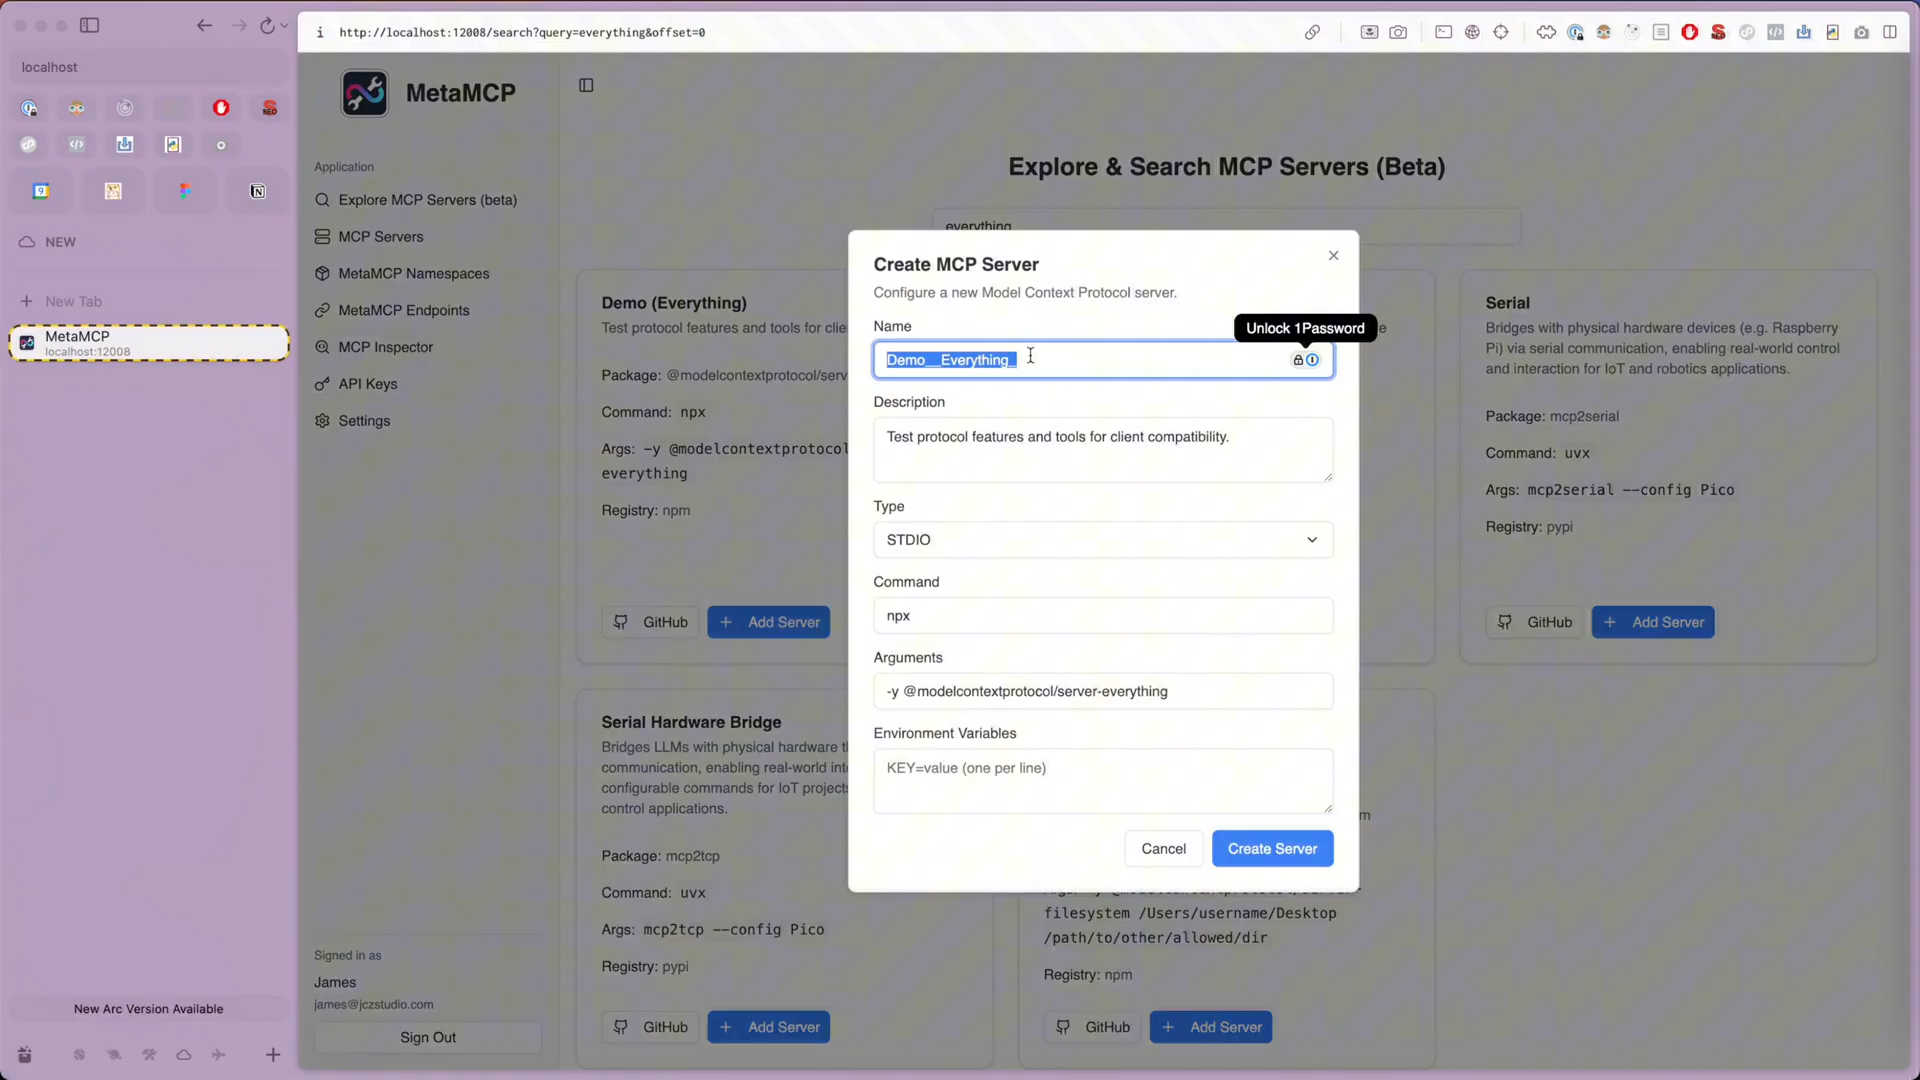 http://localhost:12008/search?query=everything&offset=0
localhost
NEW
New Tab
MetaMCP
localhost:12008
New Arc Version Available
MetaMCP
Application
Explore MCP Servers (beta)
MCP Servers
MetaMCP Namespaces
MetaMCP Endpoints
MCP Inspector
API Keys
Settings
Signed in as
James
james@jczstudio.com
Sign Out
Explore & Search MCP Servers (Beta)
everything
Demo (Everything)
Test protocol features and tools for clie
Package: @modelcontextprotocol/serv
Command: npx
Args: -y @modelcontextprotocol
everything
Registry: npm
GitHub
+ Add Server
Serial
Bridges with physical hardware devices (e.g. Raspberry
Pi) via serial communication, enabling real-world control
and interaction for IoT and robotics applications.
Package: mcp2serial
Command: uvx
Args: mcp2serial --config Pico
Registry: pypi
GitHub
+ Add Server
Serial Hardware Bridge
Bridges LLMs with physical hardware t
communication, enabling real-world int
configurable commands for IoT projects
control applications.
Package: mcp2tcp
Command: uvx
Args: mcp2tcp --config Pico
Registry: pypi
GitHub
+ Add Server
filesystem /Users/username/Desktop
/path/to/other/allowed/dir
Registry: npm
GitHub
+ Add Server
Create MCP Server
Configure a new Model Context Protocol server.
Name
Unlock 1Password
Demo__Everything_
Description
Test protocol features and tools for client compatibility.
Type
STDIO
Command
npx
Arguments
-y @modelcontextprotocol/server-everything
Environment Variables
KEY=value (one per line)
Cancel
Create Server